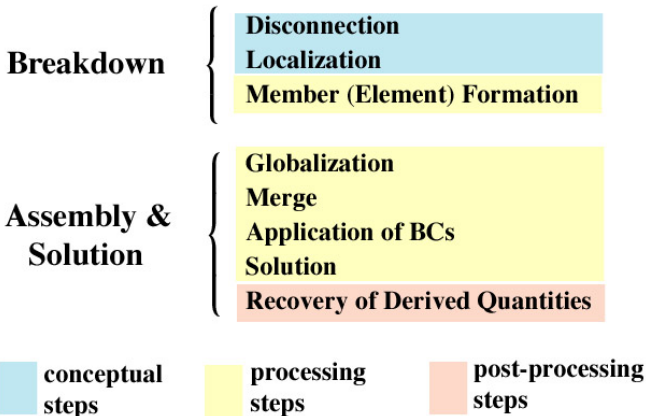 Breakdown
Disconnection
Localization
Member (Element) Formation
Assembly &
Solution
Globalization
Merge
Application of BCs
Solution
Recovery of Derived Quantities
conceptual
steps
processing
steps
post-processing
steps